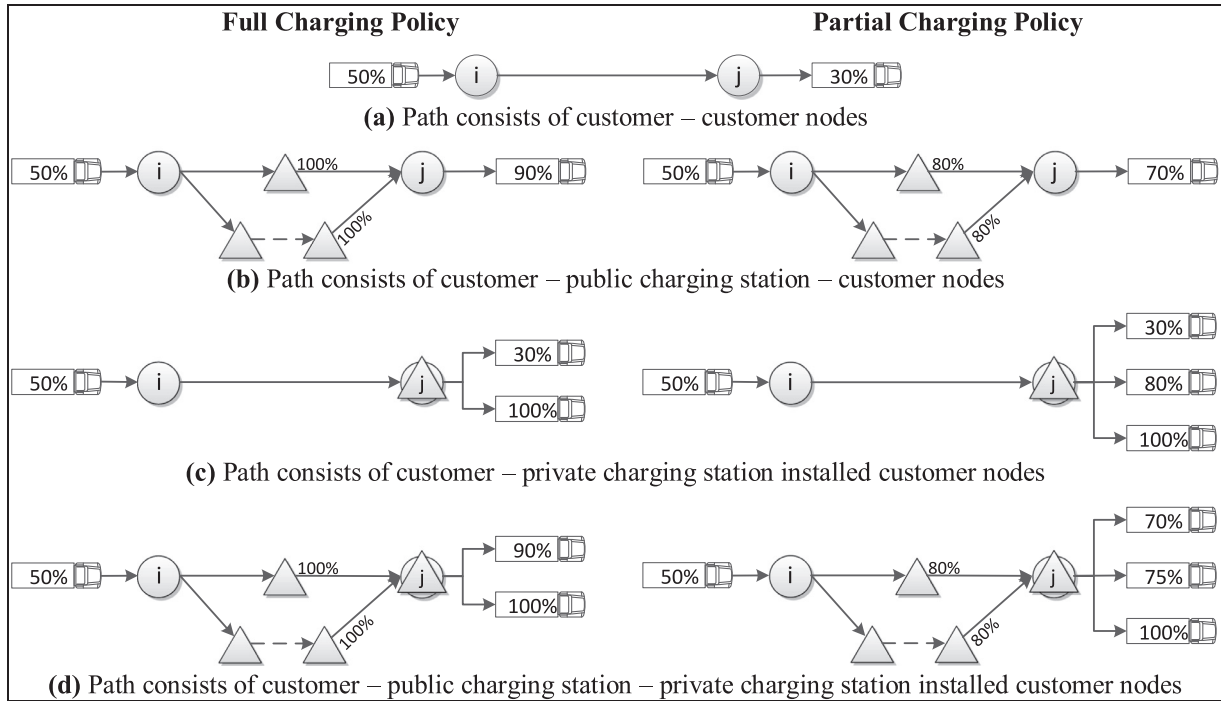 Full Charging Policy
Partial Charging Policy
50% i j 30%
(a) Path consists of customer – customer nodes
50% i 100% j 90%
100%
50% i 80% j 70%
80%
(b) Path consists of customer – public charging station – customer nodes
50% i j 30%
100%
50% i j 30%
80%
100%
(c) Path consists of customer – private charging station installed customer nodes
50% i 100% j 90%
100%
100%
50% i 80% j 70%
75%
100%
80%
(d) Path consists of customer – public charging station – private charging station installed customer nodes